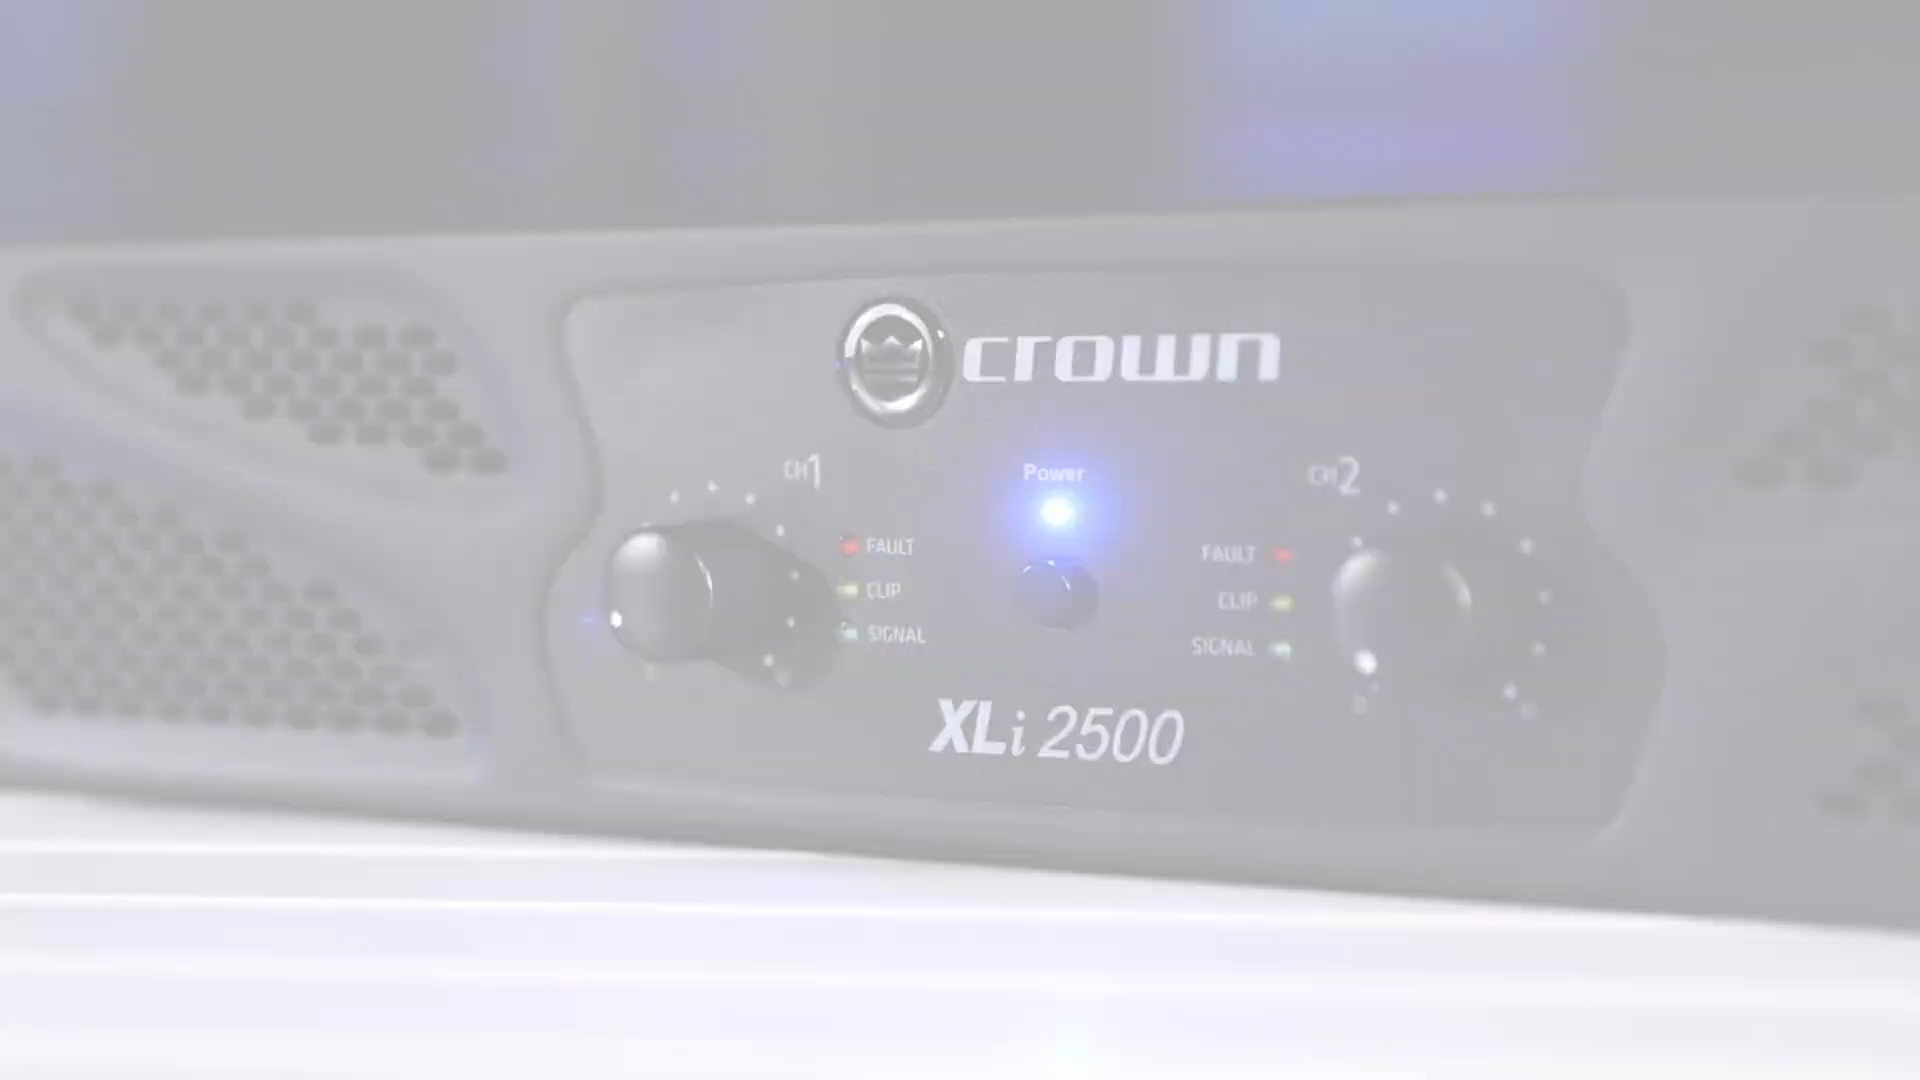 crown
CH1
Power
CH2
FAULT
CLIP
SIGNAL
FAULT
CLIP
SIGNAL
XLi 2500